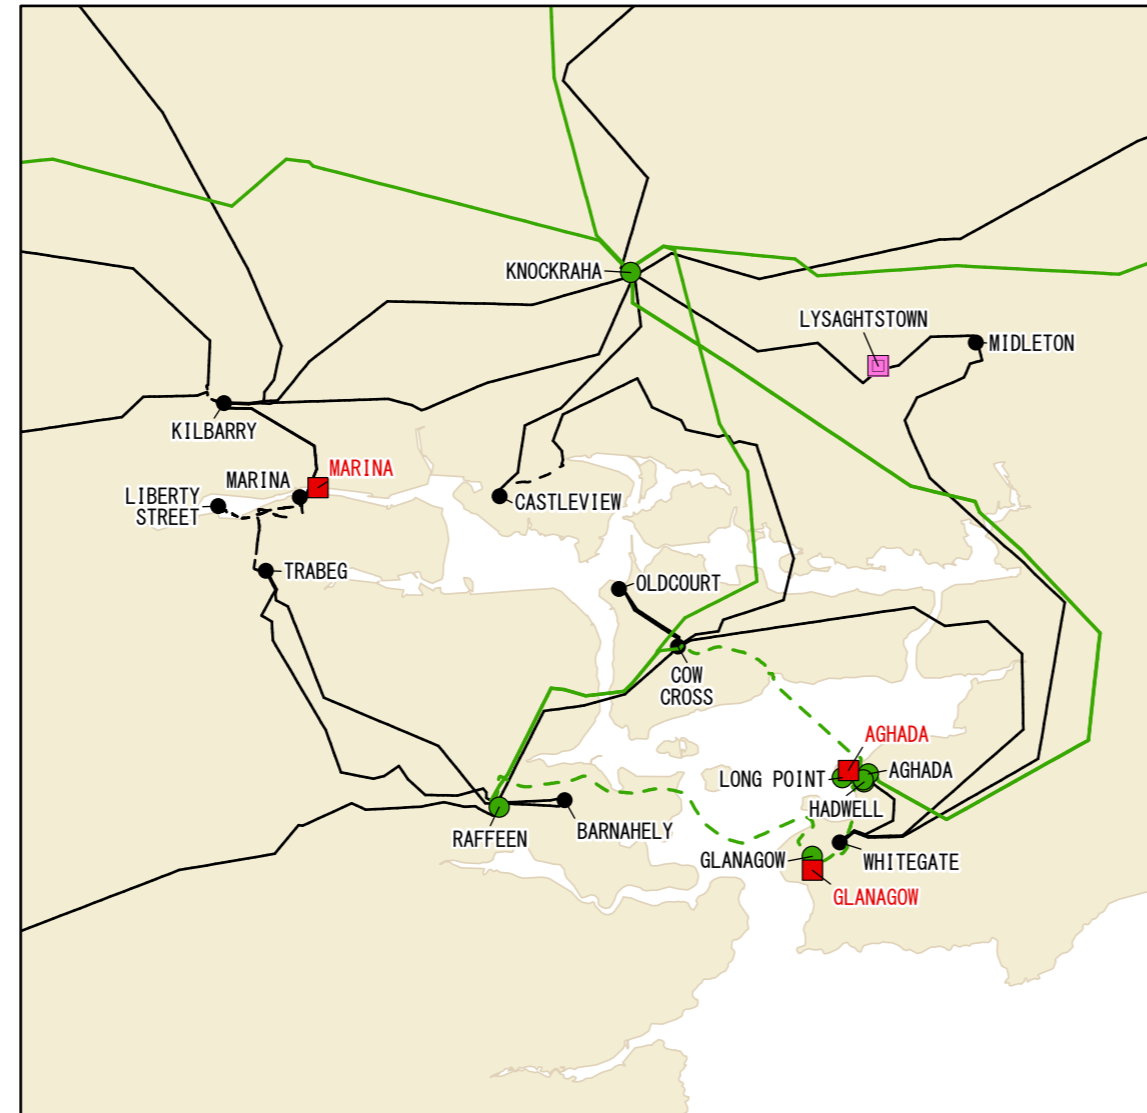 KNOCKRAHA
LYSAGHTSTOWN
MIDLETON
KILBARRY
MARINA
MARINA
LIBERTY
STREET
CASTLEVIEW
TRABEG
OLDCOURT
COW
CROSS
AGHADA
LONG POINT
AGHADA
HADWELL
BARNAHELY
RAFFEEN
GLANAGOW
WHITEGATE
GLANAGOW